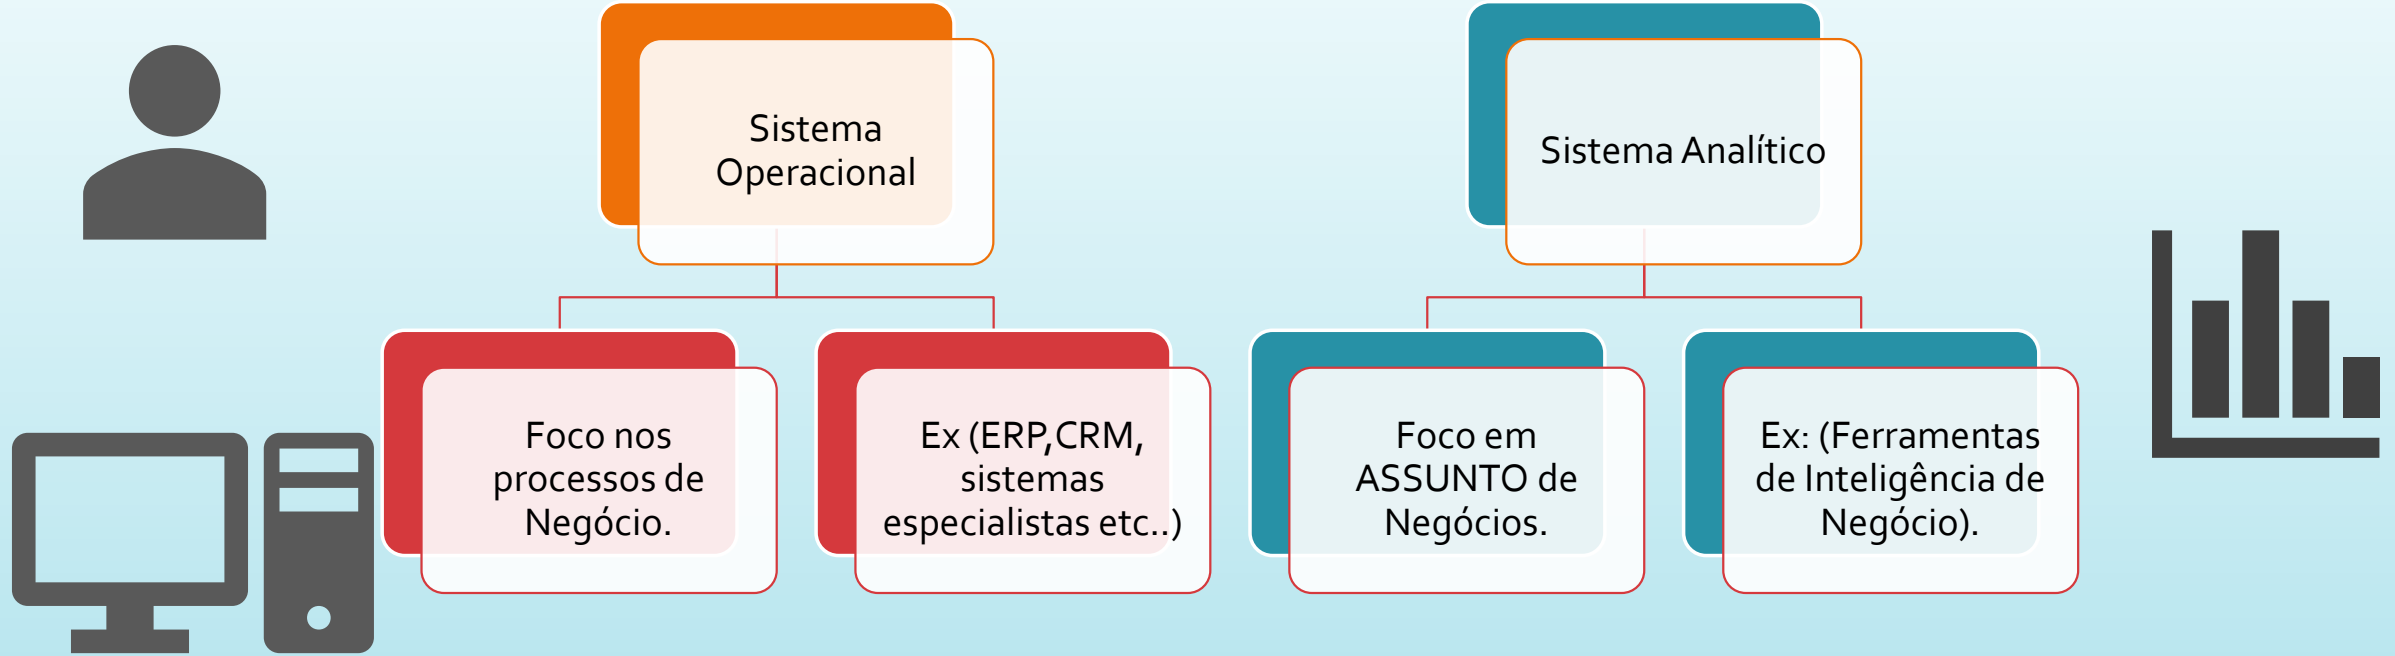 Sistema
Operacional
Sistema Analítico
Foco nos
processos de
Negócio.
Ex (ERP,CRM,
sistemas
especialistas etc..)
Foco em
ASSUNTO de
Negócios.
Ex: (Ferramentas
de Inteligência de
Negócio).